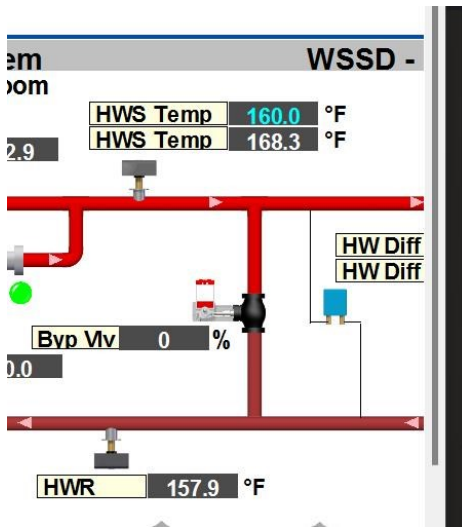 em WSSD -
oom
HWS Temp 160.0 °F
HWS Temp 168.3 °F
2.9
HW Diff
HW Diff
Byp Vlv 0 %
0.0
HWR 157.9 °F